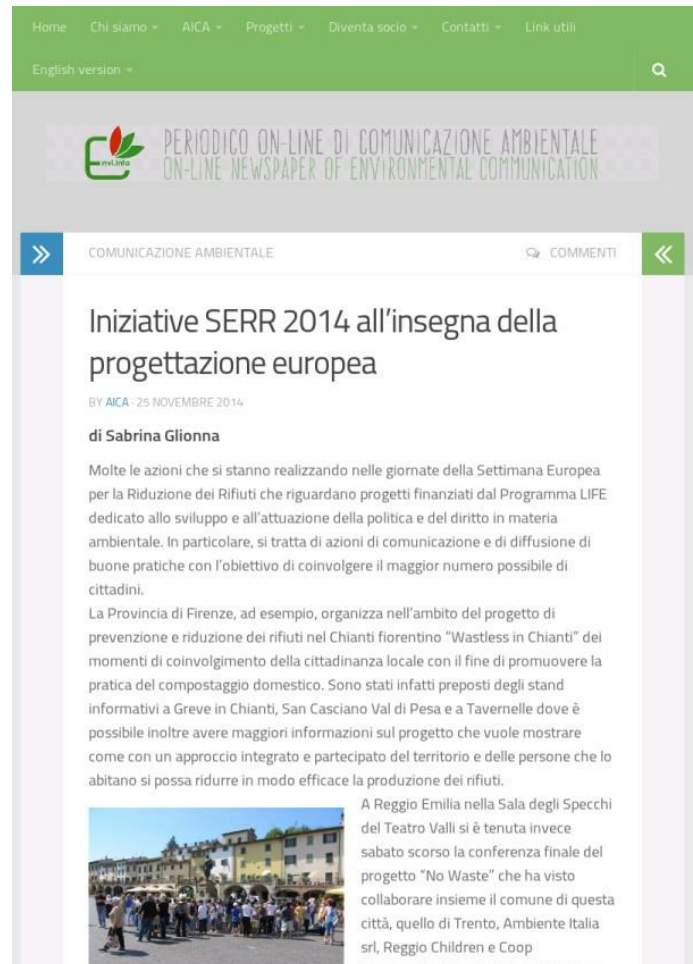 Home Chi siamo AICA Progetti Diventa socio Contatti Link utili
English version
Envi.info
PERIODICO ON-LINE DI COMUNICAZIONE AMBIENTALE
ON-LINE NEWSPAPER OF ENVIRONMENTAL COMMUNICATION
COMUNICAZIONE AMBIENTALE COMMENTI
Iniziative SERR 2014 all’insegna della
progettazione europea
BY AICA · 25 NOVEMBRE 2014
di Sabrina Glionna
Molte le azioni che si stanno realizzando nelle giornate della Settimana Europea
per la Riduzione dei Rifiuti che riguardano progetti finanziati dal Programma LIFE
dedicato allo sviluppo e all’attuazione della politica e del diritto in materia
ambientale. In particolare, si tratta di azioni di comunicazione e di diffusione di
buone pratiche con l’obiettivo di coinvolgere il maggior numero possibile di
cittadini.
La Provincia di Firenze, ad esempio, organizza nell’ambito del progetto di
prevenzione e riduzione dei rifiuti nel Chianti fiorentino “Wastless in Chianti” dei
momenti di coinvolgimento della cittadinanza locale con il fine di promuovere la
pratica del compostaggio domestico. Sono stati infatti preposti degli stand
informativi a Greve in Chianti, San Casciano Val di Pesa e a Tavernelle dove è
possibile inoltre avere maggiori informazioni sul progetto che vuole mostrare
come con un approccio integrato e partecipato del territorio e delle persone che lo
abitano si possa ridurre in modo efficace la produzione dei rifiuti.
A Reggio Emilia nella Sala degli Specchi
del Teatro Valli si è tenuta invece
sabato scorso la conferenza finale del
progetto “No Waste” che ha visto
collaborare insieme il comune di questa
città, quello di Trento, Ambiente Italia
srl, Reggio Children e Coop